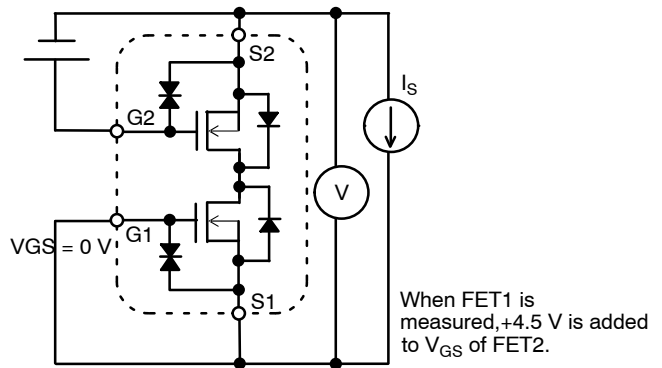 S2
I_S
G2
V
G1
VGS = 0 V
S1
When FET1 is
measured,+4.5 V is added
to V_GS of FET2.